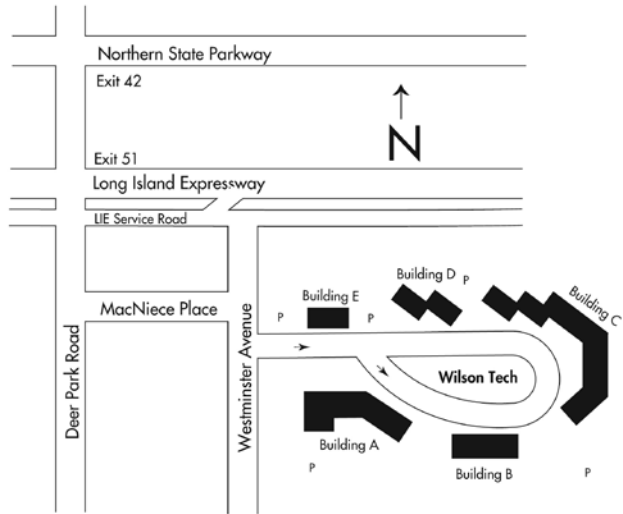 Northern State Parkway
Exit 42
N
Exit 51
Long Island Expressway
LIE Service Road
MacNiece Place
Deer Park Road
Westminster Avenue
Building D
P
Building E
P
P
Building C
Wilson Tech
Building A
P
Building B
P